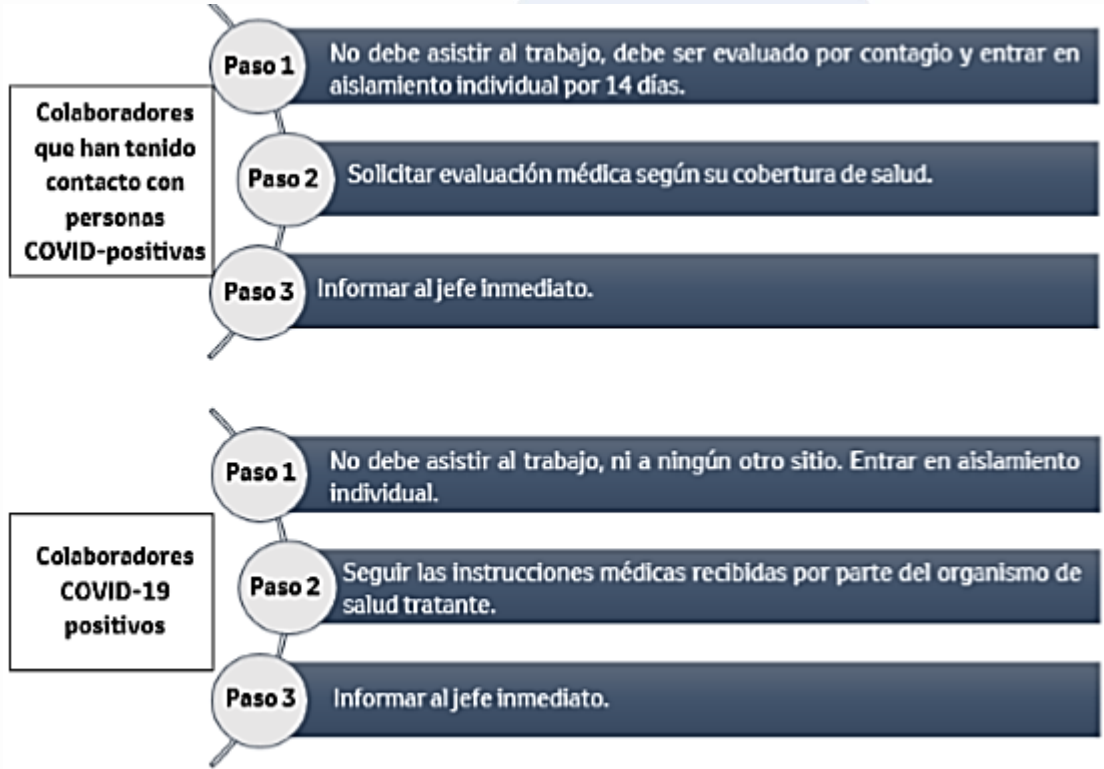 Colaboradores
que han tenido
contacto con
personas
COVID-positivas
Paso 1
No debe asistir al trabajo, debe ser evaluado por contagio y entrar en
aislamiento individual por 14 días.
Paso 2
Solicitar evaluación médica según su cobertura de salud.
Paso 3
Informar al jefe inmediato.
Colaboradores
COVID-19
positivos
Paso 1
No debe asistir al trabajo, ni a ningún otro sitio. Entrar en aislamiento
individual.
Paso 2
Seguir las instrucciones médicas recibidas por parte del organismo de
salud tratante.
Paso 3
Informar al jefe inmediato.